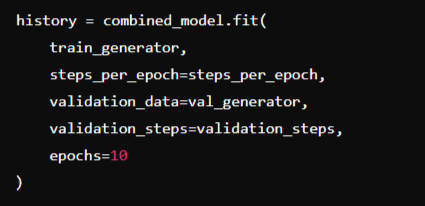 history = combined_model.fit(
    train_generator,
    steps_per_epoch=steps_per_epoch,
    validation_data=val_generator,
    validation_steps=validation_steps,
    epochs=10
)